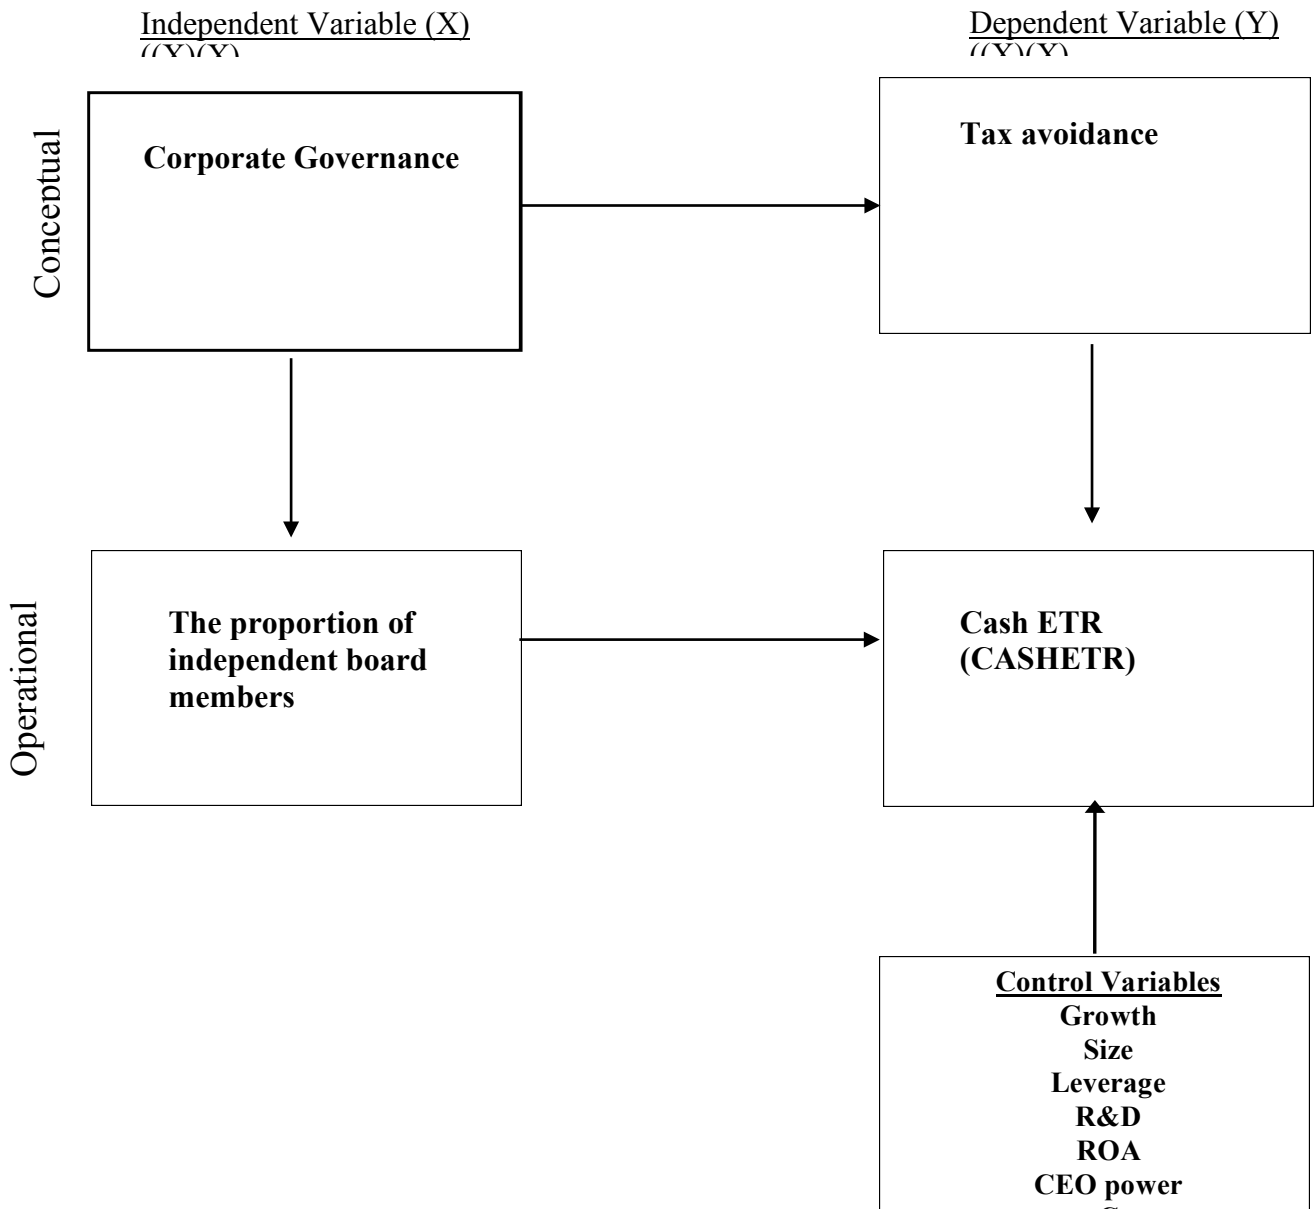 Independent Variable (X)
((X)(X)
Dependent Variable (Y)
((X)(X)
Conceptual
Corporate Governance
Tax avoidance
Operational
The proportion of
independent board
members
Cash ETR
(CASHETR)
Control Variables
Growth
Size
Leverage
R&D
ROA
CEO power